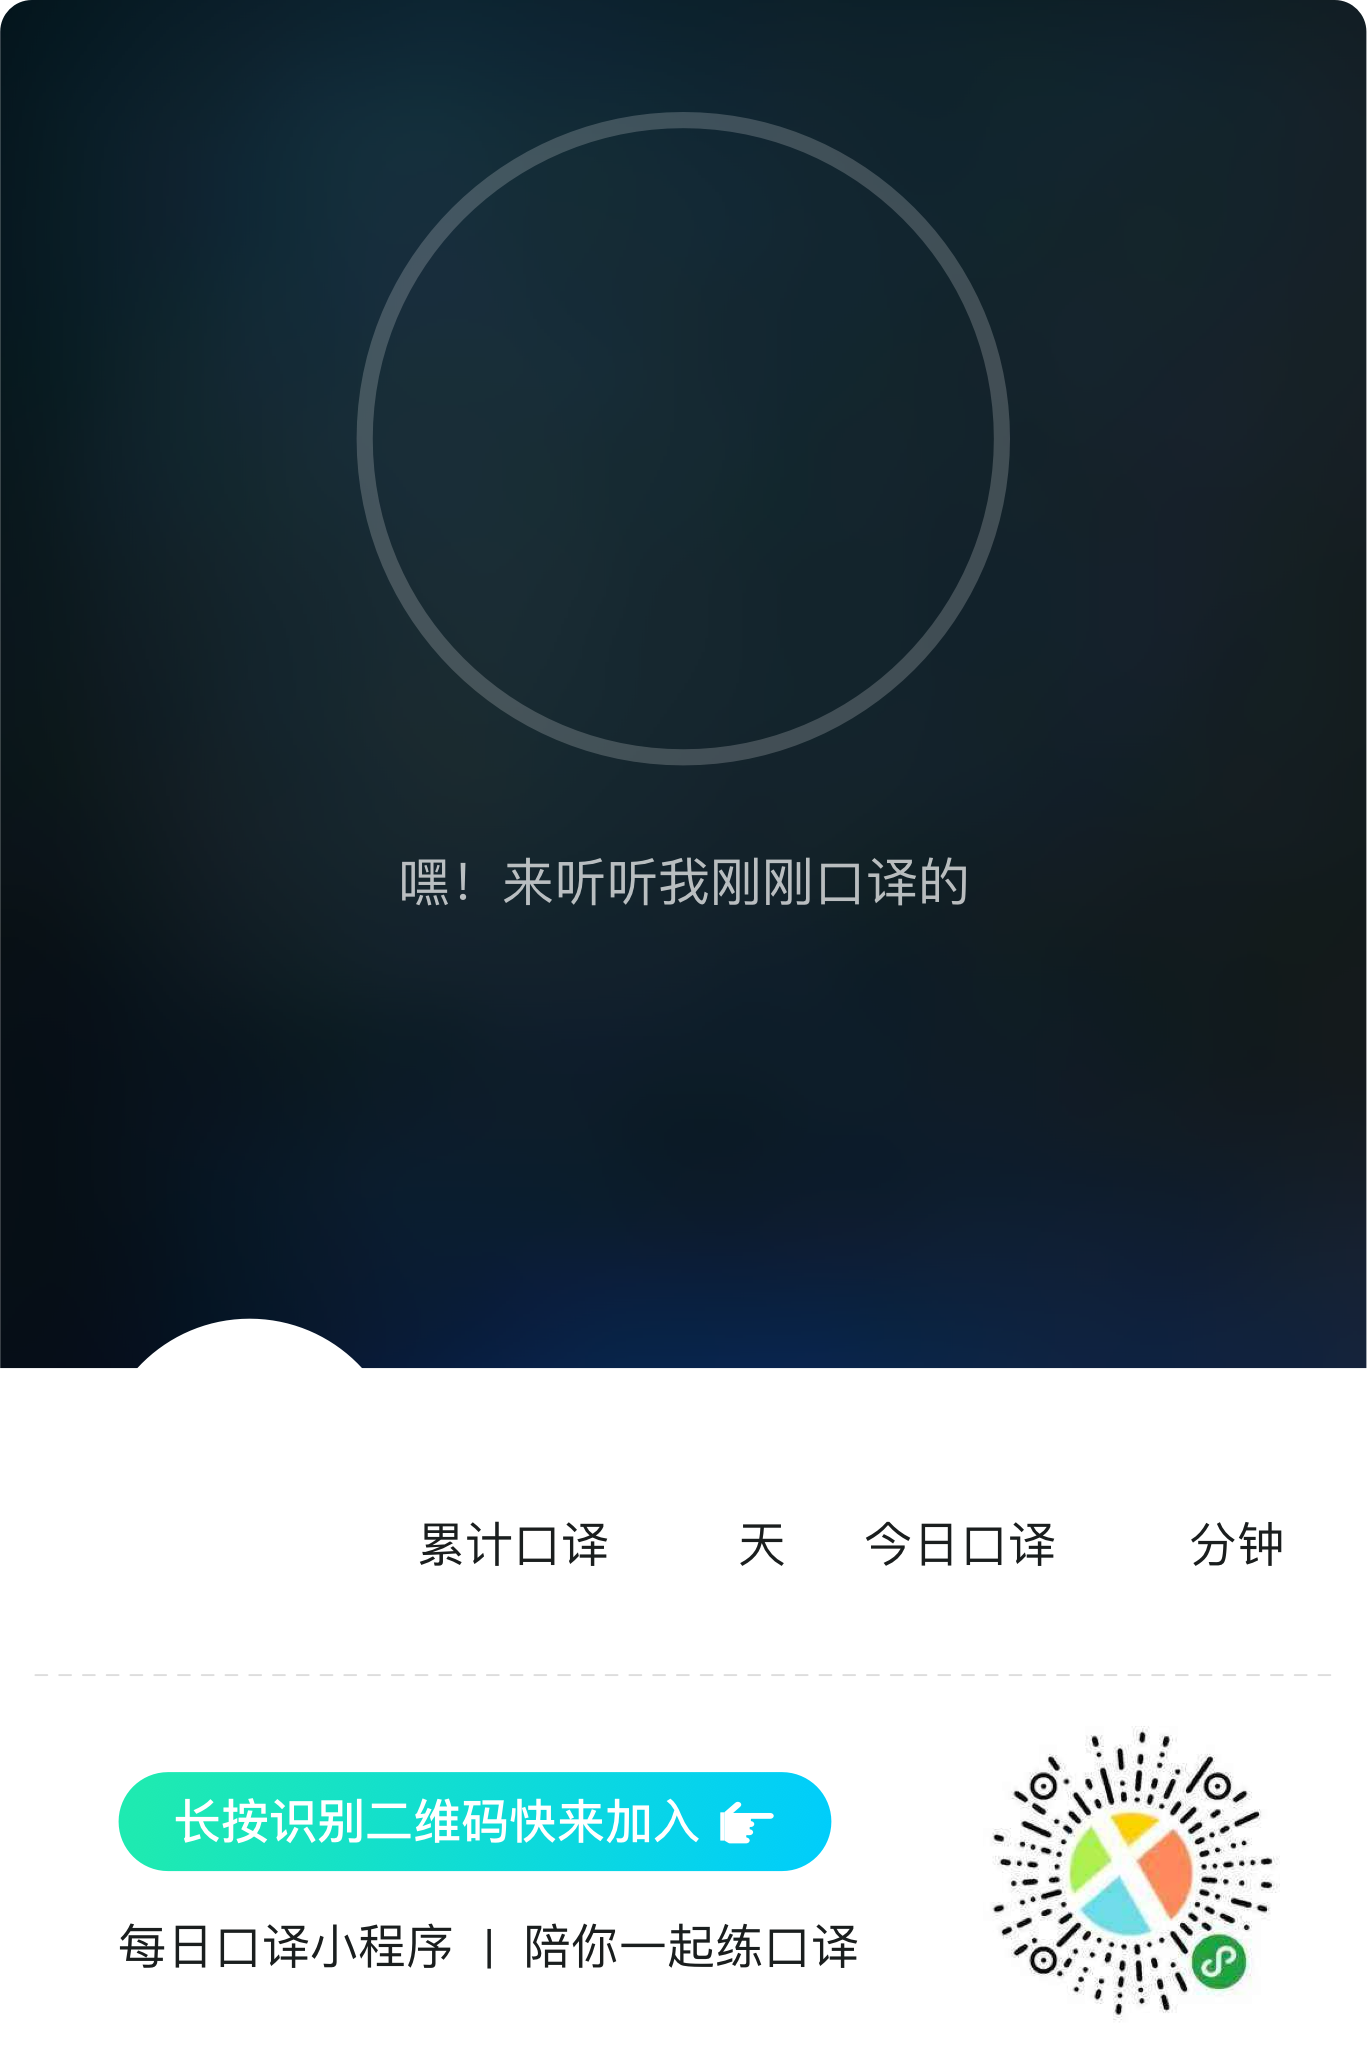 嘿！来听听我刚刚口译的
累计口译 天 今日口译 分钟
长按识别二维码快来加入
每日口译小程序 | 陪你一起练口译